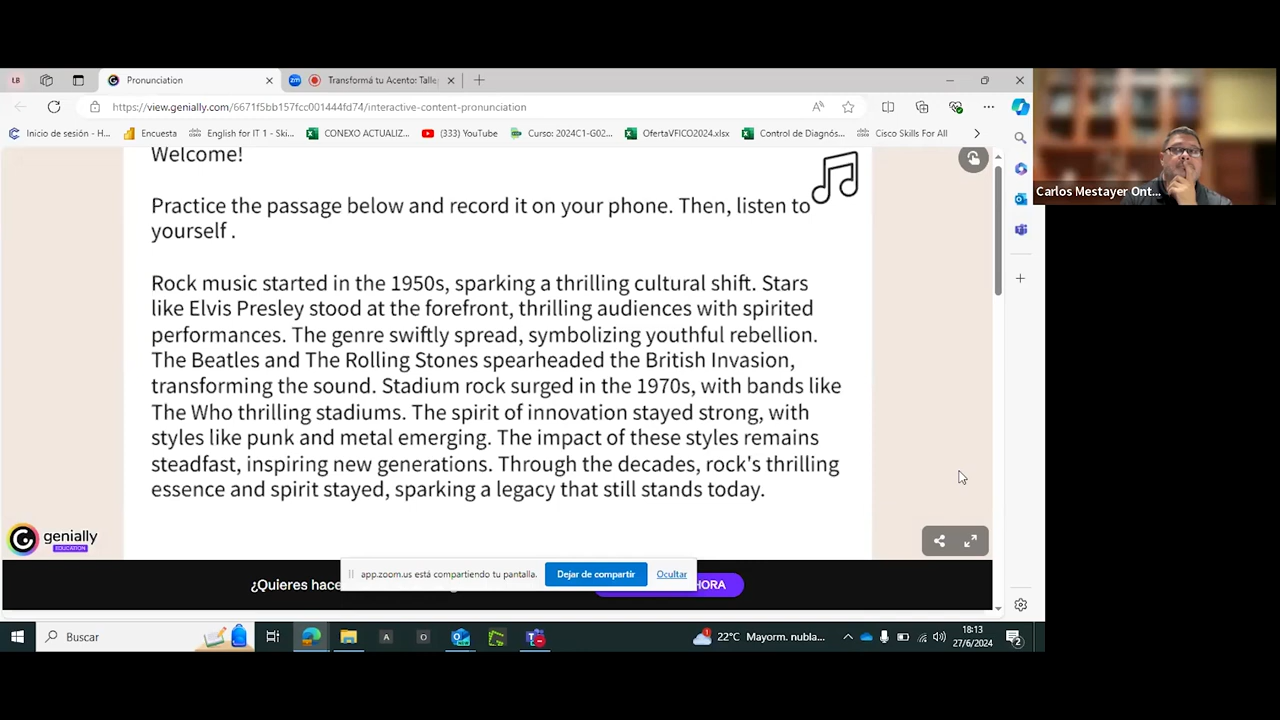 LB
Pronunciation
zm
Transformá tu Acento: Talle
https://view.genially.com/6671f5bb157fcc001444fd74/interactive-content-pronunciation
Inicio de sesión - H...
Encuesta
English for IT 1 - Ski...
CONEXO ACTUALIZ...
(333) YouTube
Curso: 2024C1-G02...
OfertaVFICO2024.xlsx
Control de Diagnós...
Cisco Skills For All
Carlos Mestayer Ont...
Welcome!
Practice the passage below and record it on your phone. Then, listen to
yourself .
Rock music started in the 1950s, sparking a thrilling cultural shift. Stars
like Elvis Presley stood at the forefront, thrilling audiences with spirited
performances. The genre swiftly spread, symbolizing youthful rebellion.
The Beatles and The Rolling Stones spearheaded the British Invasion,
transforming the sound. Stadium rock surged in the 1970s, with bands like
The Who thrilling stadiums. The spirit of innovation stayed strong, with
styles like punk and metal emerging. The impact of these styles remains
steadfast, inspiring new generations. Through the decades, rock's thrilling
essence and spirit stayed, sparking a legacy that still stands today.
genially
EDUCATION
app.zoom.us está compartiendo tu pantalla.
Dejar de compartir
Ocultar
¿Quieres hace
HORA
Buscar
A
O
22°C Mayorm. nubla...
18:13
27/6/2024
2